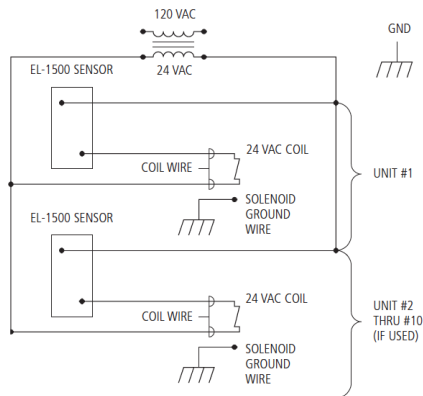 120 VAC
GND
24 VAC
EL-1500 SENSOR
24 VAC COIL
COIL WIRE
UNIT #1
SOLENOID
GROUND
WIRE
EL-1500 SENSOR
24 VAC COIL
COIL WIRE
UNIT #2
THRU #10
(IF USED)
SOLENOID
GROUND
WIRE